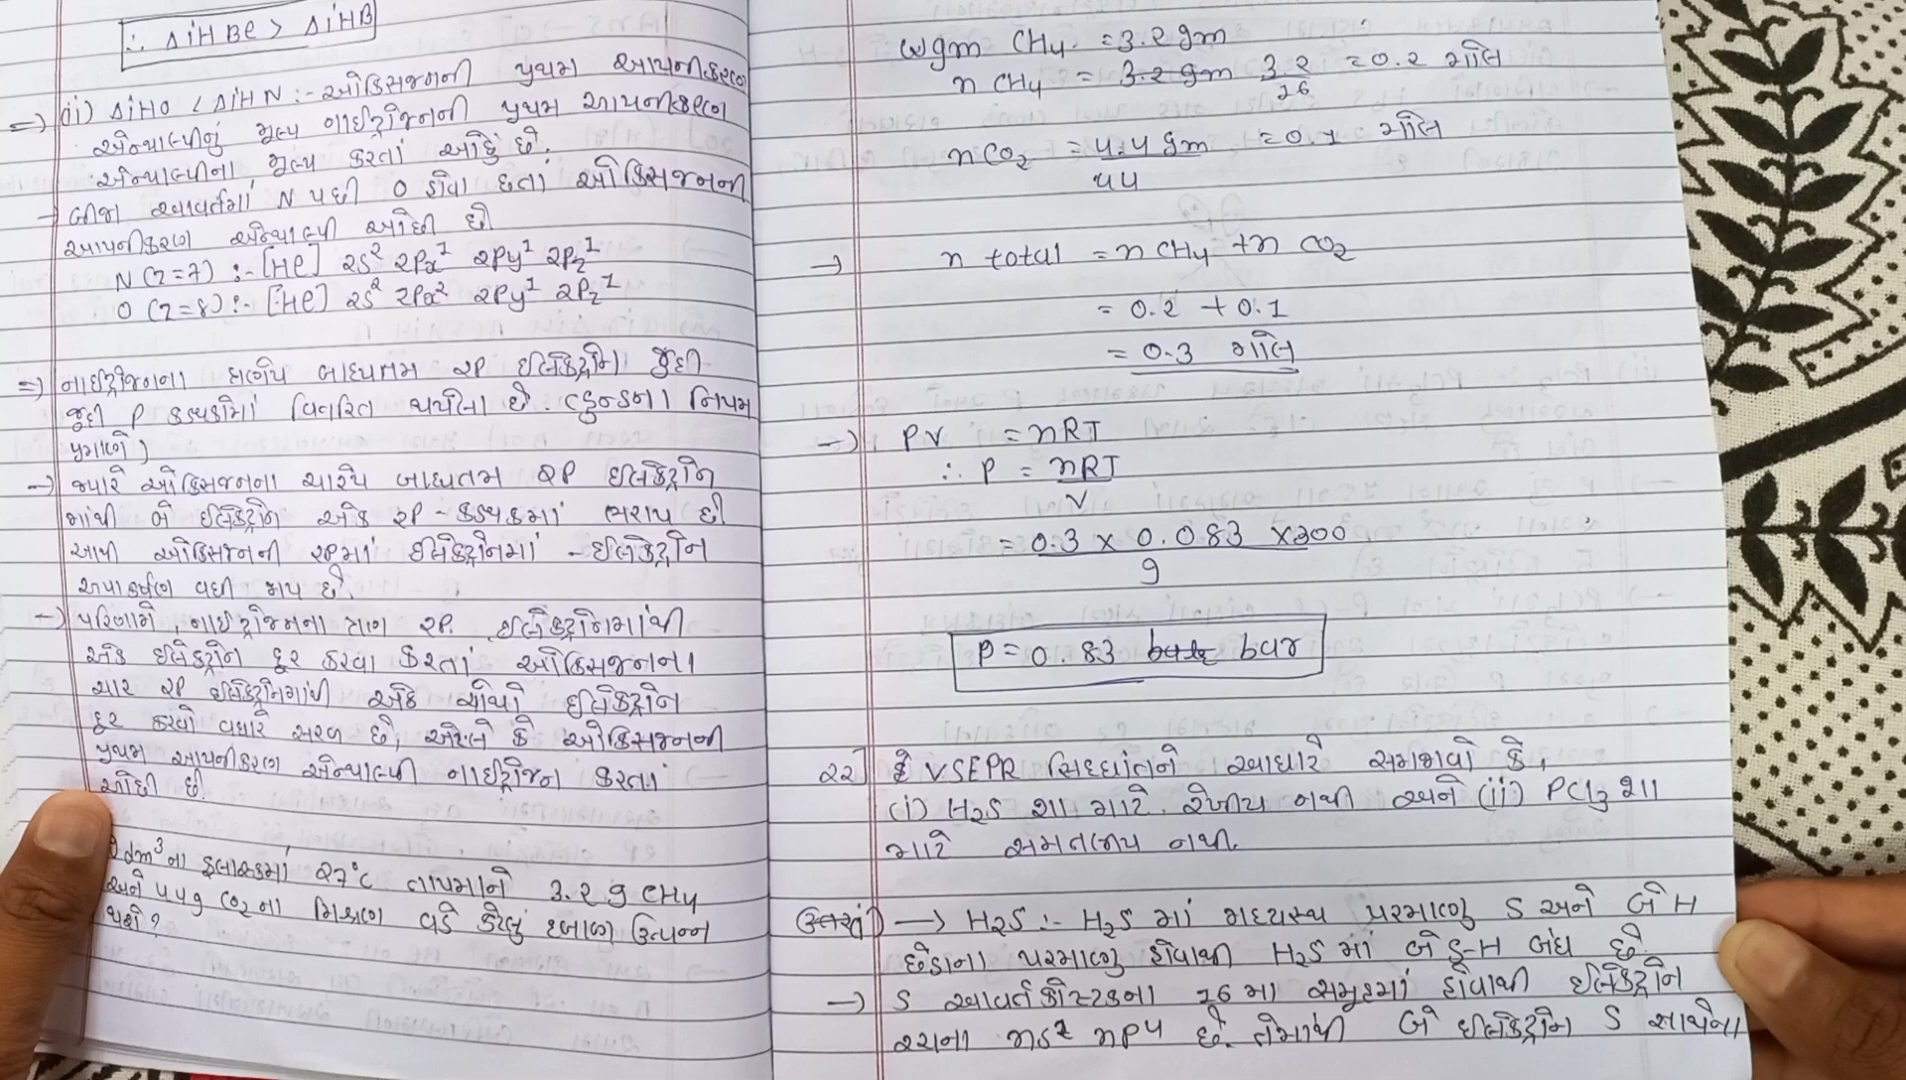 ∴ ΔiH Be > ΔiHB
⇒ (ii) ΔiHO < ΔiHN :- ઓક્સિજનની પ્રથમ આયનીકરણ
એન્થાલ્પીનું મૂલ્ય નાઈટ્રોજનની પ્રથમ આયનીકરણ
એન્થાલ્પીના મૂલ્ય કરતાં ઓછું છે.
→ બીજા આવર્તમાં N પછી O હોવા છતાં ઓક્સિજનની
આયનીકરણ એન્થાલ્પી ઓછી છે
N (z=7) :- [He] 2s² 2Px¹ 2Py¹ 2Pz¹
O (z=8) :- [He] 2s² 2Px² 2Py¹ 2Pz¹
⇒ નાઈટ્રોજનના ત્રણેય બાહ્યતમ 2P ઈલેક્ટ્રોન જુદી
જુદી P કક્ષકોમાં વિતરિત થયેલા છે. (હુન્ડના નિયમ
પ્રમાણે)
→ જ્યારે ઓક્સિજનના ચારેય બાહ્યતમ 2P ઈલેક્ટ્રોન
માંથી બે ઈલેક્ટ્રોન એક 2P - કક્ષકમાં ભરાય છે
આથી ઓક્સિજનની 2Pમાં ઈલેક્ટ્રોનમાં - ઈલેક્ટ્રોન
અપાકર્ષણ વધી જાય છે.
→ પરિણામે, નાઈટ્રોજનના ત્રણ 2P. ઈલેક્ટ્રોનમાંથી
એક ઈલેક્ટ્રોન દૂર કરવા કરતાં ઓક્સિજનના
ચાર 2P ઈલેક્ટ્રોનમાંથી એક ચોથો ઈલેક્ટ્રોન
દૂર કરવો વધારે સરળ છે, એટલે કે ઓક્સિજનની
પ્રથમ આયનીકરણ એન્થાલ્પી નાઈટ્રોજન કરતાં
ઓછી છે.
dm³ ના ફ્લાસ્કમાં 27°C તાપમાને 3.2 g CH₄
અને 44g CO₂ ના મિશ્રણ વડે કેટલું દબાણ ઉત્પન્ન
થશે?
wgm CH₄ = 3.2 gm
n CH₄ = 3.2 gm 3.2/16 = 0.2 મોલ
n CO₂ = 4.4 gm/44 = 0.1 મોલ
→ n total = n CH₄ + n CO₂
= 0.2 + 0.1
= 0.3 મોલ
→ PV = nRT
∴ P = nRT/V
= 0.3 × 0.083 × 300/9
P = 0.83 bar
22] VSEPR સિદ્ધાંતને આધારે સમજાવો કે,
(i) H₂S શા માટે રેખીય નથી અને (ii) PCl₃ શા
માટે સમતલીય નથી.
ઉત્તર) → H₂S :- H₂S માં મધ્યસ્થ પરમાણુ S અને બે H
છેડાના પરમાણુ હોવાથી H₂S માં બે S-H બંધ છે.
→ S આવર્ત કોષ્ટકના 16 મા સમૂહમાં હોવાથી ઈલેક્ટ્રોન
રચના ns² np⁴ છે. તેમાંથી બે ઈલેક્ટ્રોન S સાથેના